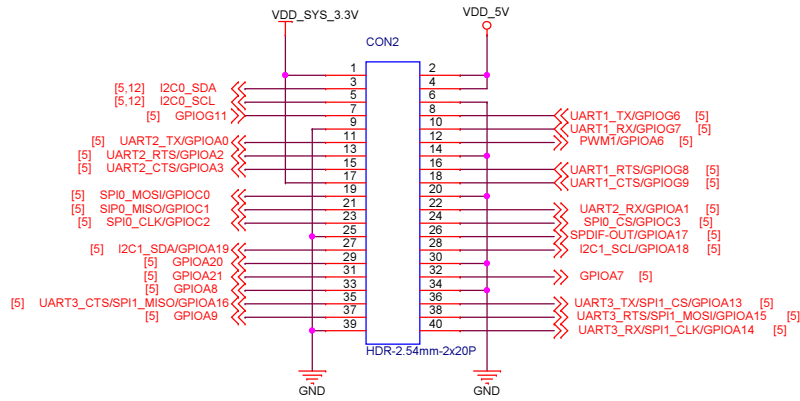 VDD_SYS_3.3V VDD_5V
CON2
1 2
[5,12] I2C0_SDA 3 4
[5,12] I2C0_SCL 5 6
[5] GPIOG11 7 8 UART1_TX/GPIOG6 [5]
9 10 UART1_RX/GPIOG7 [5]
[5] UART2_TX/GPIOA0 11 12 PWM1/GPIOA6 [5]
[5] UART2_RTS/GPIOA2 13 14
[5] UART2_CTS/GPIOA3 15 16 UART1_RTS/GPIOG8 [5]
17 18 UART1_CTS/GPIOG9 [5]
[5] SPI0_MOSI/GPIOC0 19 20
[5] SIP0_MISO/GPIOC1 21 22 UART2_RX/GPIOA1 [5]
[5] SPI0_CLK/GPIOC2 23 24 SPI0_CS/GPIOC3 [5]
25 26 SPDIF-OUT/GPIOA17 [5]
[5] I2C1_SDA/GPIOA19 27 28 I2C1_SCL/GPIOA18 [5]
[5] GPIOA20 29 30
[5] GPIOA21 31 32 GPIOA7 [5]
[5] GPIOA8 33 34
[5] UART3_CTS/SPI1_MISO/GPIOA16 35 36 UART3_TX/SPI1_CS/GPIOA13 [5]
[5] GPIOA9 37 38 UART3_RTS/SPI1_MOSI/GPIOA15 [5]
39 40 UART3_RX/SPI1_CLK/GPIOA14 [5]
HDR-2.54mm-2x20P
GND GND